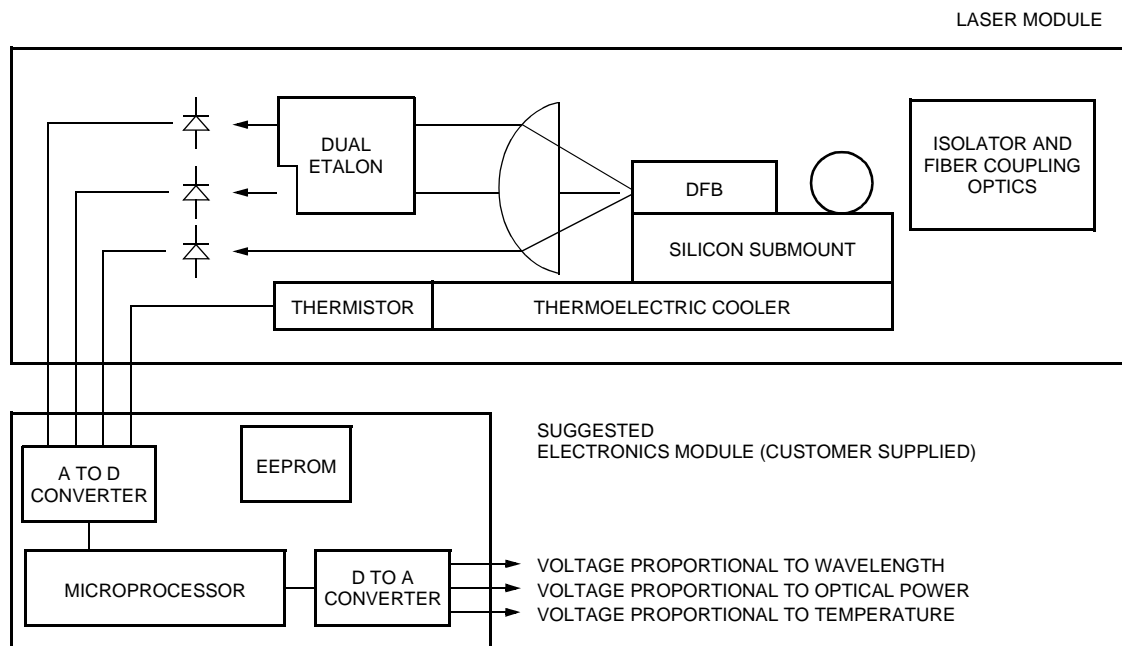 LASER MODULE
DUAL
ETALON
DFB
ISOLATOR AND
FIBER COUPLING
OPTICS
SILICON SUBMOUNT
THERMISTOR
THERMOELECTRIC COOLER
A TO D
CONVERTER
EEPROM
SUGGESTED
ELECTRONICS MODULE (CUSTOMER SUPPLIED)
MICROPROCESSOR
D TO A
CONVERTER
VOLTAGE PROPORTIONAL TO WAVELENGTH
VOLTAGE PROPORTIONAL TO OPTICAL POWER
VOLTAGE PROPORTIONAL TO TEMPERATURE